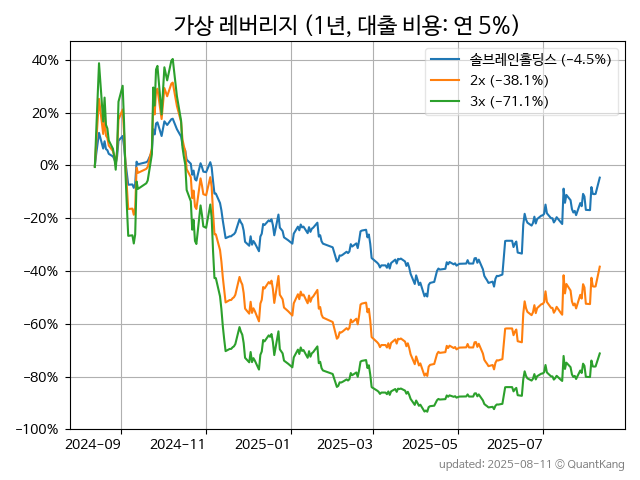 가상 레버리지 (1년, 대출 비용: 연 5%)
솔브레인홀딩스 (−4.5%)
2x (−38.1%)
3x (−71.1%)
40%
20%
0%
−20%
−40%
−60%
−80%
−100%
2024-09 2024-11 2025-01 2025-03 2025-05 2025-07
updated: 2025-08-11 © QuantKang